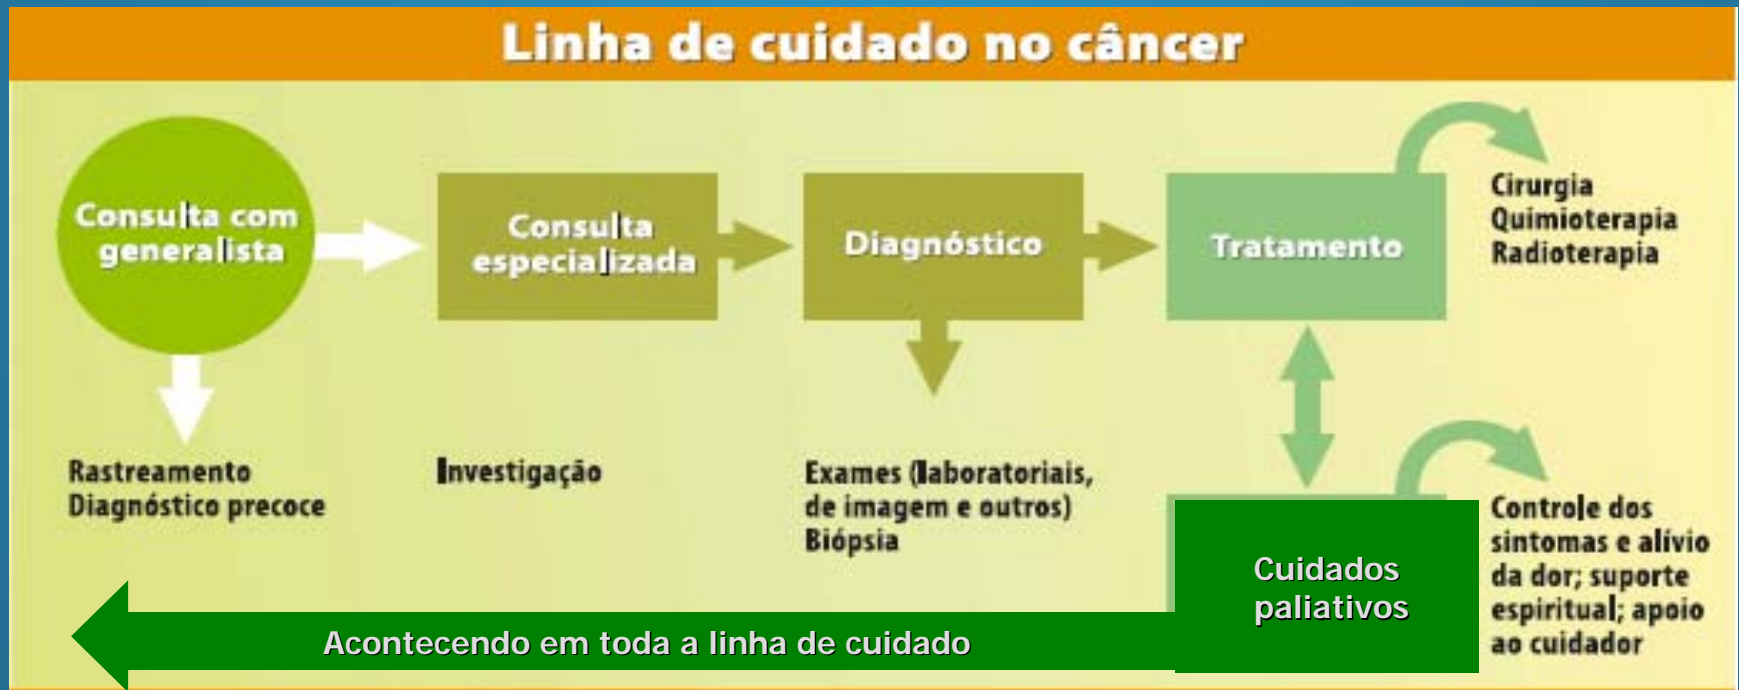 Linha de cuidado no câncer
Consulta com
generalista
Rastreamento
Diagnóstico precoce
Consulta
especializada
Investigação
Diagnóstico
Exames (laboratoriais,
de imagem e outros)
Biópsia
Tratamento
Cirurgia
Quimioterapia
Radioterapia
Cuidados
paliativos
Controle dos
sintomas e alívio
da dor; suporte
espiritual; apoio
ao cuidador
Acontecendo em toda a linha de cuidado